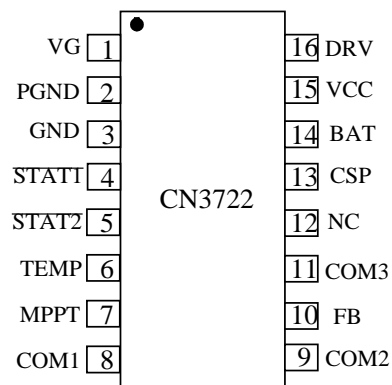 VG 1 16 DRV
PGND 2 15 VCC
GND 3 14 BAT
STAT1 4 13 CSP
CN3722
STAT2 5 12 NC
TEMP 6 11 COM3
MPPT 7 10 FB
COM1 8 9 COM2